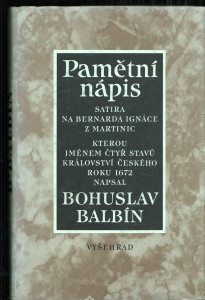 Pamětní
nápis
SATIRA
NA BERNARDA IGNÁCE
Z MARTINIC
KTEROU
JMÉNEM ČTYŘ STAVŮ
KRÁLOVSTVÍ ČESKÉHO
ROKU 1672
NAPSAL
BOHUSLAV
BALBÍN
VYŠEHRAD